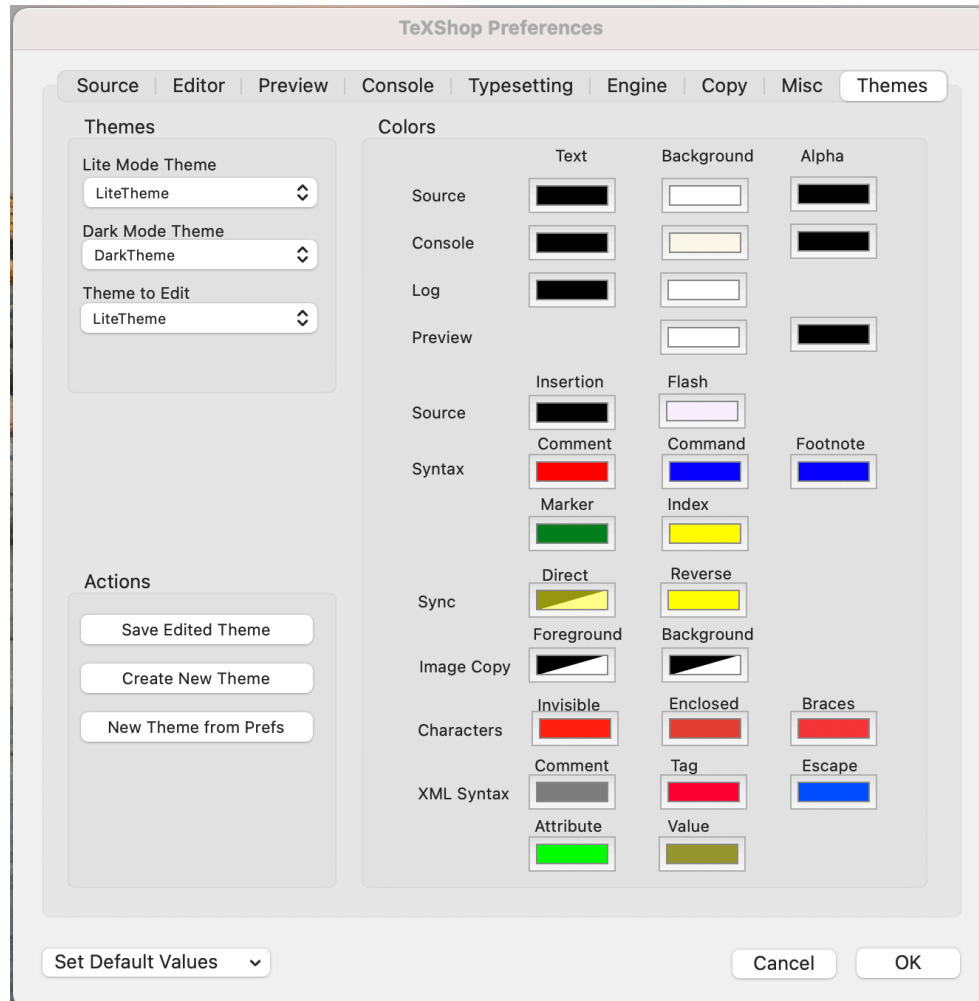 TeXShop Preferences
Source Editor Preview Console Typesetting Engine Copy Misc Themes
Themes
Lite Mode Theme
LiteTheme
Dark Mode Theme
DarkTheme
Theme to Edit
LiteTheme
Actions
Save Edited Theme
Create New Theme
New Theme from Prefs
Colors
Text Background Alpha
Source
Console
Log
Preview
Insertion Flash
Source
Comment Command Footnote
Syntax
Marker Index
Direct Reverse
Sync
Foreground Background
Image Copy
Invisible Enclosed Braces
Characters
Comment Tag Escape
XML Syntax
Attribute Value
Set Default Values Cancel OK